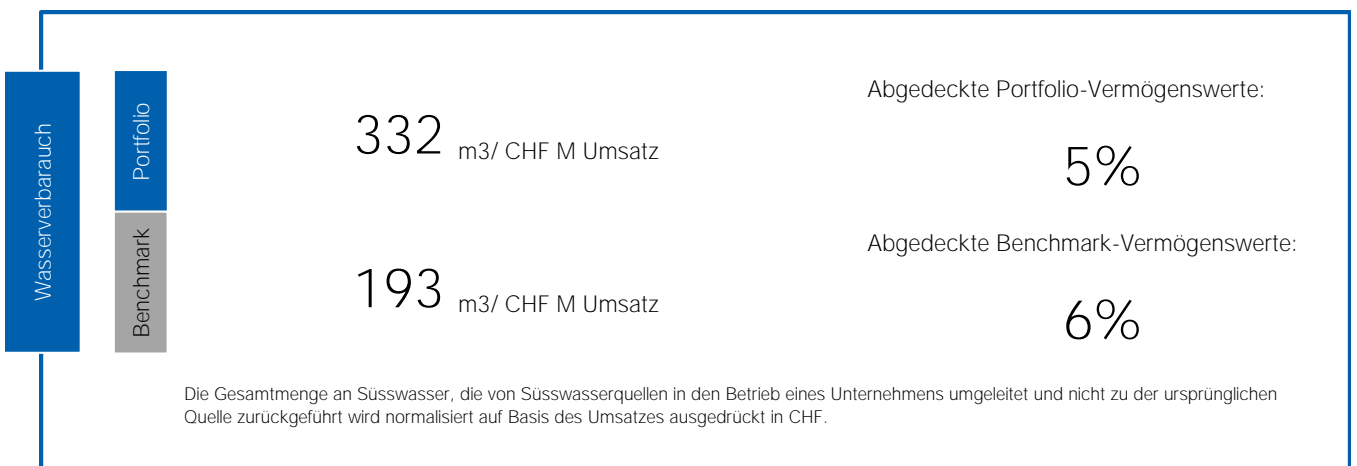 Wasserverbarauch
Portfolio
332 m3/ CHF M Umsatz
Abgedeckte Portfolio-Vermögenswerte:
5%
Benchmark
193 m3/ CHF M Umsatz
Abgedeckte Benchmark-Vermögenswerte:
6%
Die Gesamtmenge an Süsswasser, die von Süsswasserquellen in den Betrieb eines Unternehmens umgeleitet und nicht zu der ursprünglichen
Quelle zurückgeführt wird normalisiert auf Basis des Umsatzes ausgedrückt in CHF.